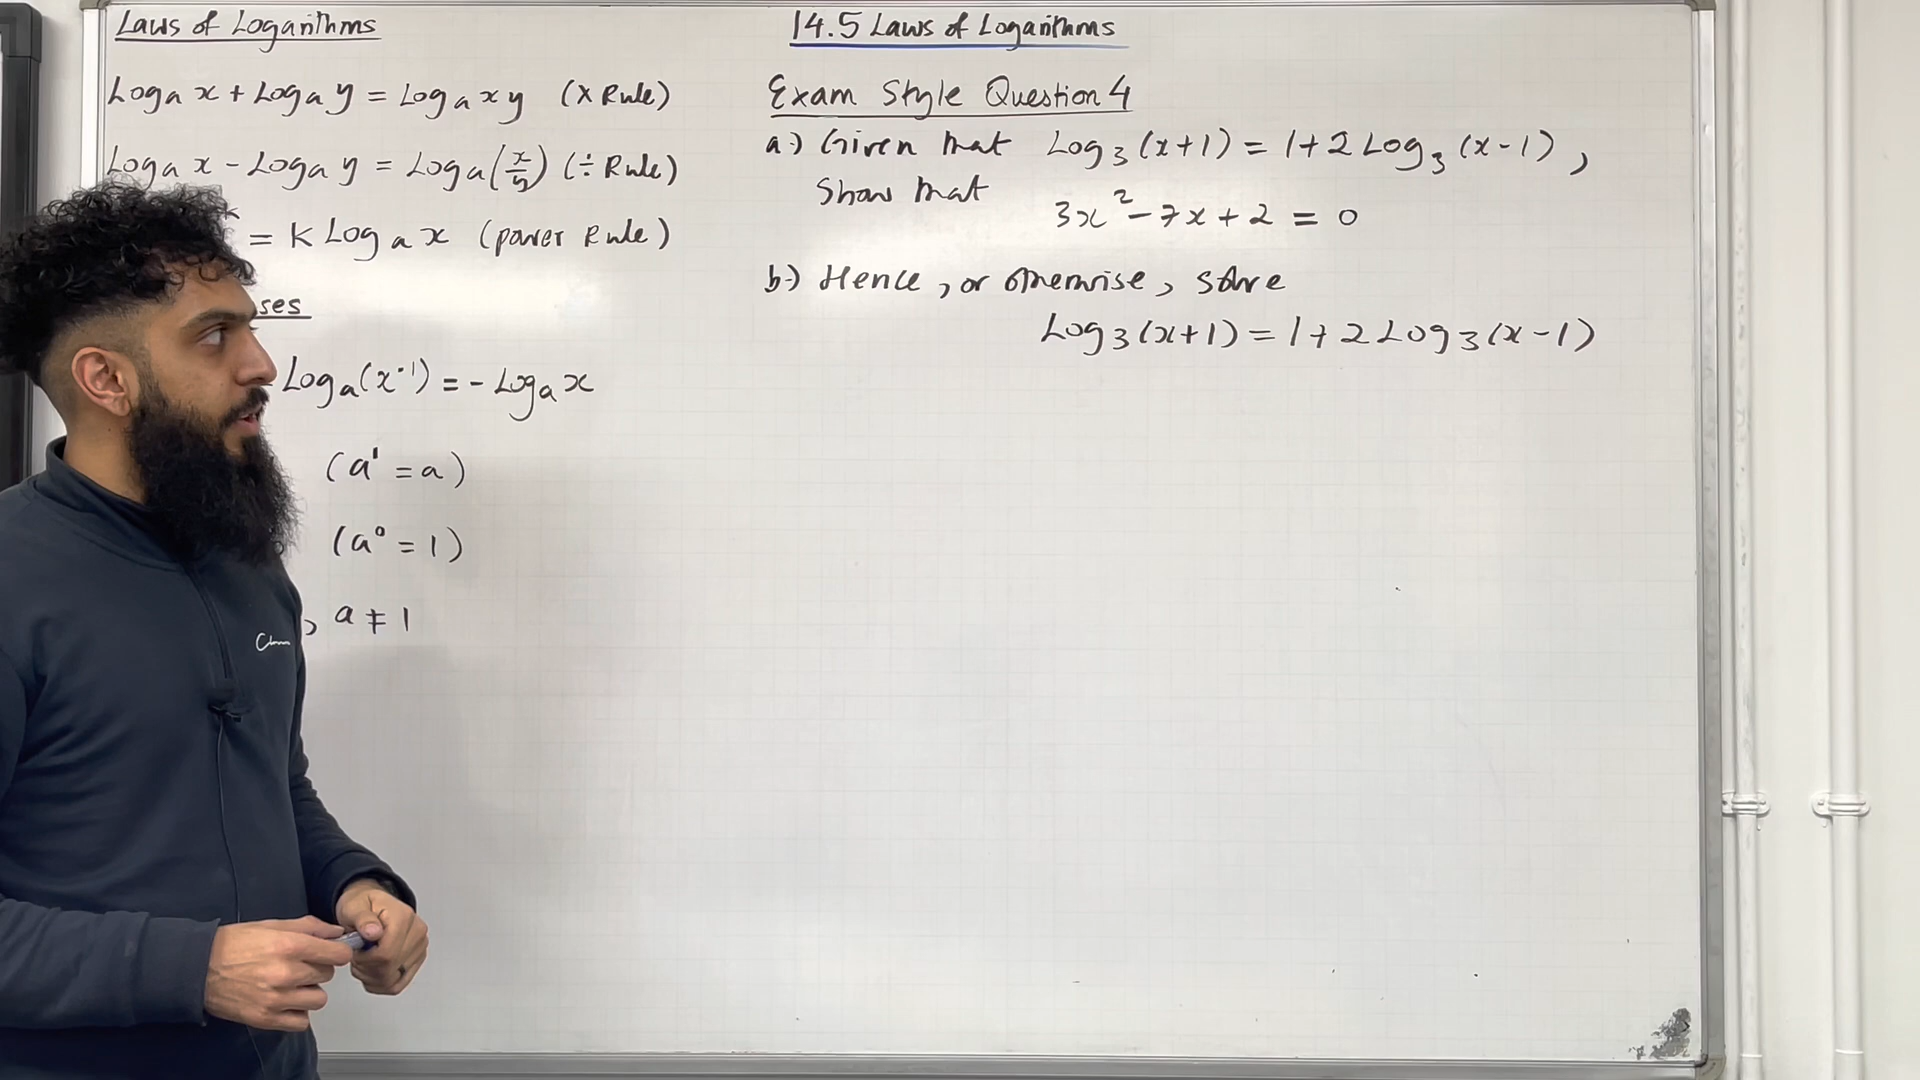 Laws of Logarithms
Loga x + Loga y = Loga xy (× Rule)
Loga x - Loga y = Loga(x/y) (÷ Rule)
= K Loga x (power Rule)
ses
Loga(x⁻¹) = - Loga x
(a¹ = a)
(a⁰ = 1)
, a ≠ 1
14.5 Laws of Logarithms
Exam Style Question 4
a.) Given that Log₃(x+1) = 1+2Log₃(x-1),
Show that
3x² - 7x + 2 = 0
b.) Hence, or otherwise, solve
Log₃(x+1) = 1+2Log₃(x-1)